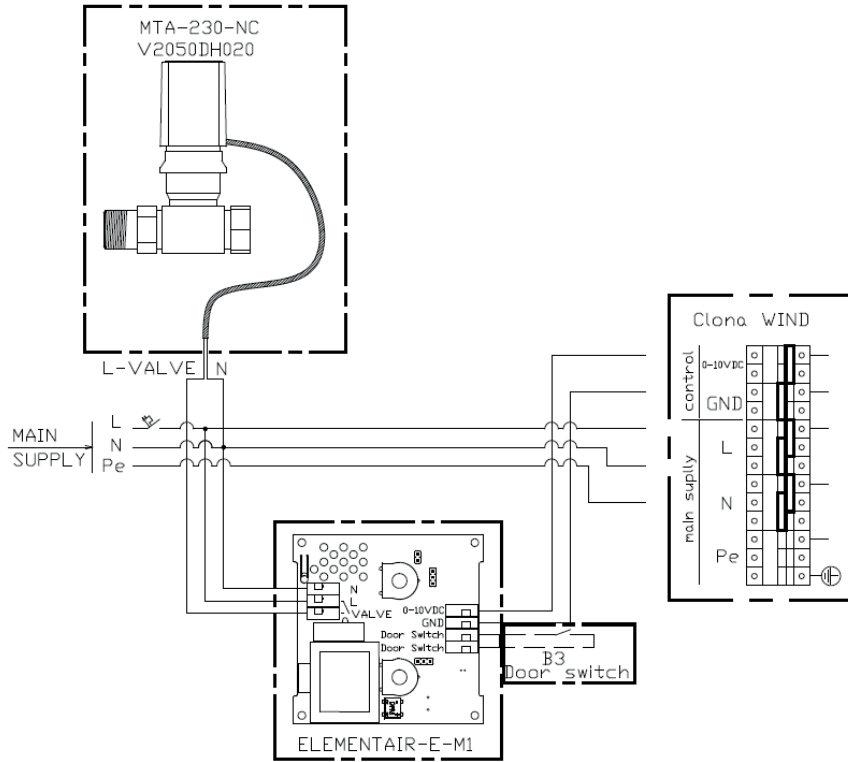 MTA-230-NC
V2050DH020
L-VALVE N
MAIN
SUPPLY
L
N
Pe
Clona WIND
control
0-10VDC
GND
main suplly
L
N
Pe
N
L
VALVE
0-10VDC
GND
Door Switch
Door Switch
B3
Door switch
ELEMENTAIR-E-M1